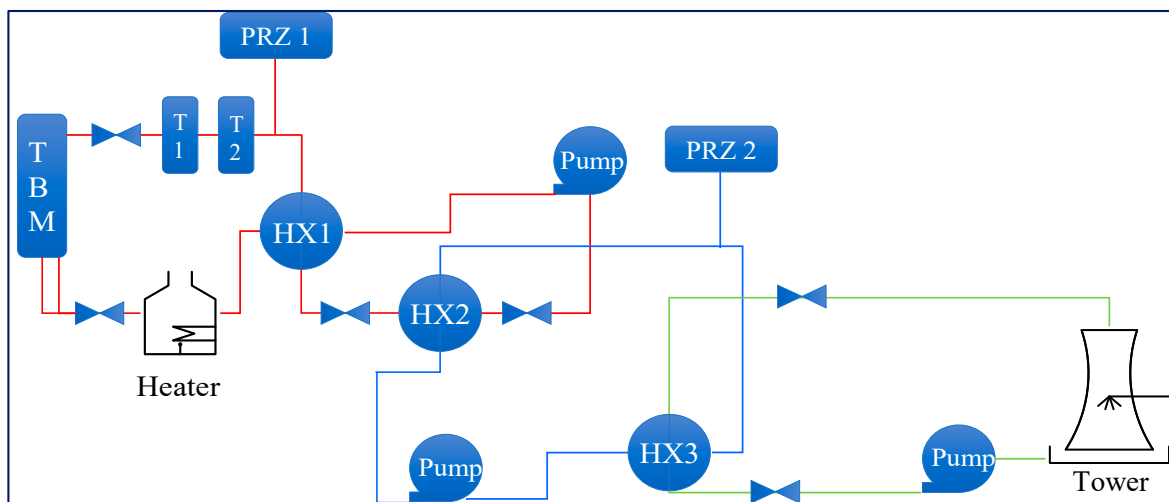 PRZ 1
T
B
M
T
1
T
2
Pump
PRZ 2
HX1
HX2
Heater
HX3
Pump
Pump
Tower